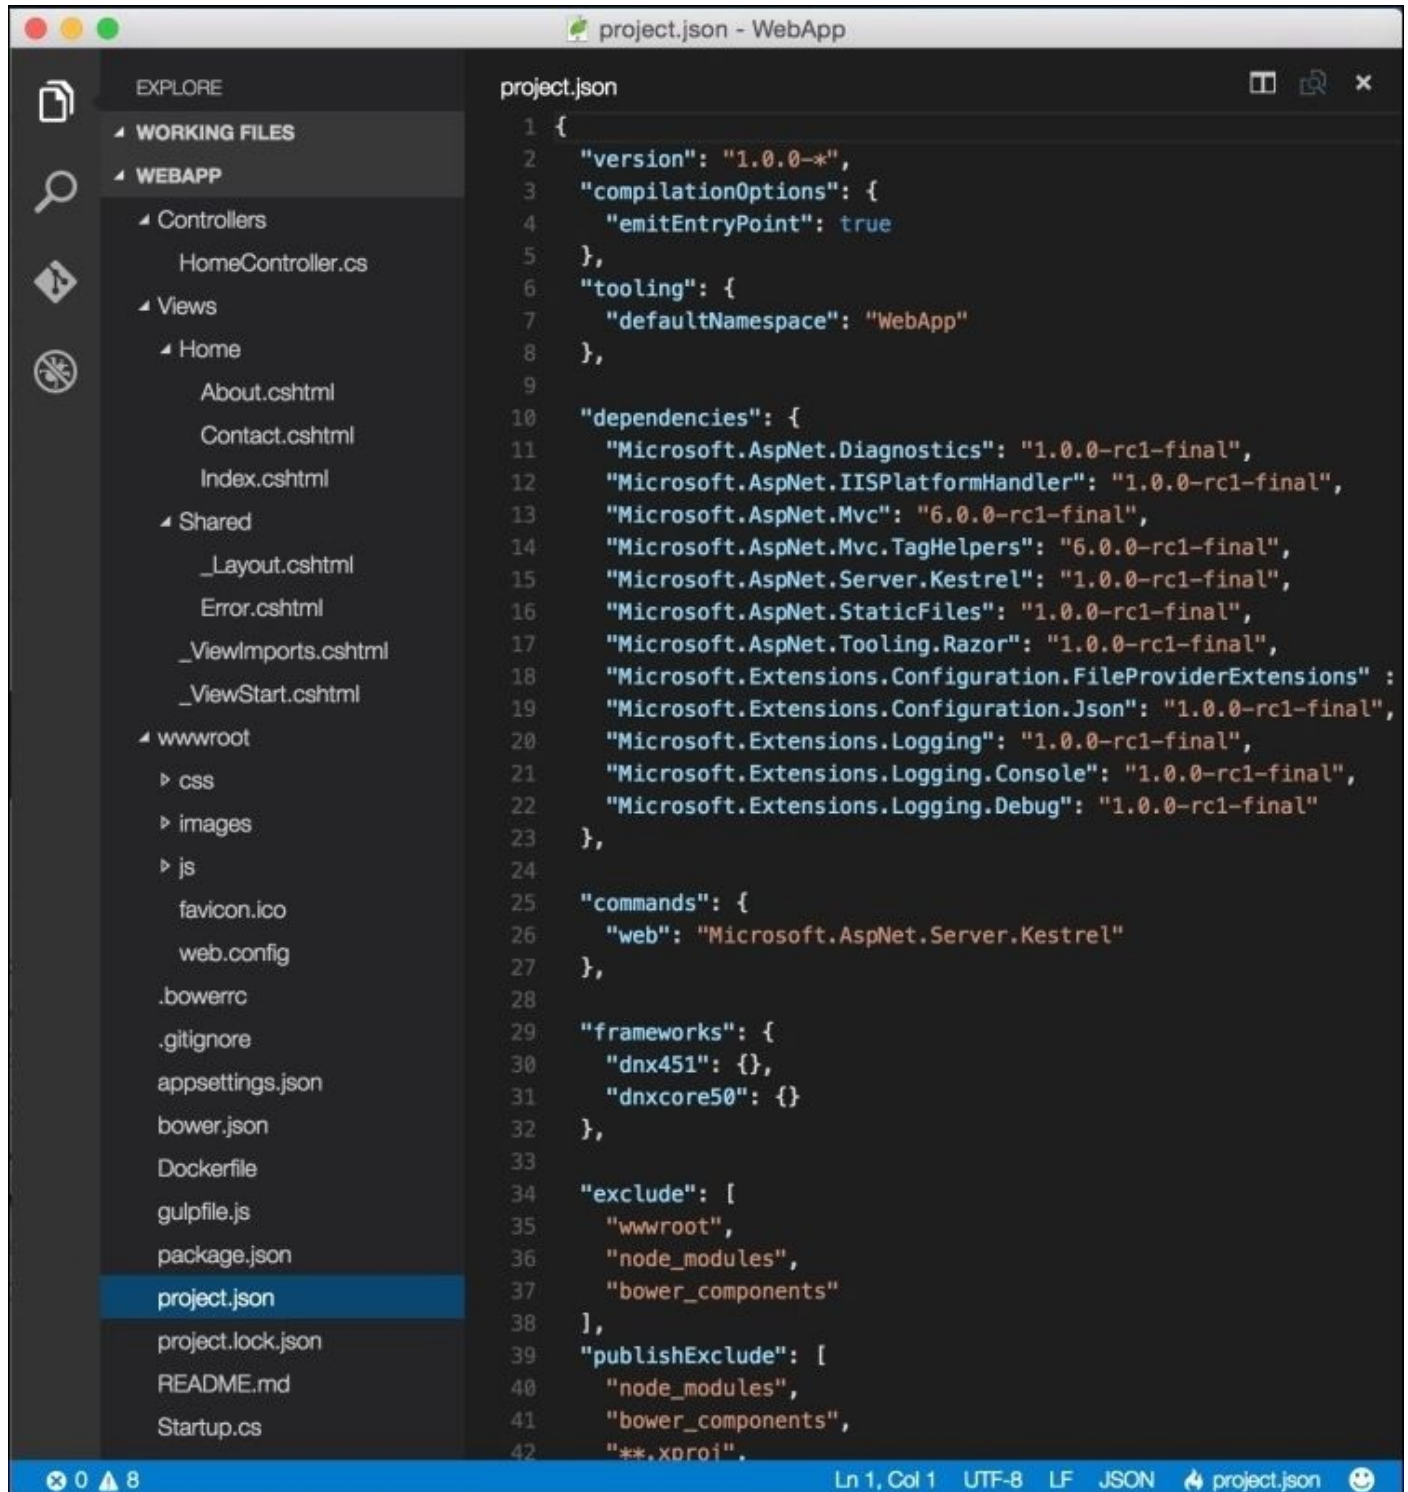 project.json - WebApp
EXPLORE
WORKING FILES
WEBAPP
Controllers
HomeController.cs
Views
Home
About.cshtml
Contact.cshtml
Index.cshtml
Shared
_Layout.cshtml
Error.cshtml
_ViewImports.cshtml
_ViewStart.cshtml
wwwroot
css
images
js
favicon.ico
web.config
.bowerrc
.gitignore
appsettings.json
bower.json
Dockerfile
gulpfile.js
package.json
project.json
project.lock.json
README.md
Startup.cs
project.json
1 {
2 "version": "1.0.0-*",
3 "compilationOptions": {
4 "emitEntryPoint": true
5 },
6 "tooling": {
7 "defaultNamespace": "WebApp"
8 },
9
10 "dependencies": {
11 "Microsoft.AspNet.Diagnostics": "1.0.0-rc1-final",
12 "Microsoft.AspNet.IISPlatformHandler": "1.0.0-rc1-final",
13 "Microsoft.AspNet.Mvc": "6.0.0-rc1-final",
14 "Microsoft.AspNet.Mvc.TagHelpers": "6.0.0-rc1-final",
15 "Microsoft.AspNet.Server.Kestrel": "1.0.0-rc1-final",
16 "Microsoft.AspNet.StaticFiles": "1.0.0-rc1-final",
17 "Microsoft.AspNet.Tooling.Razor": "1.0.0-rc1-final",
18 "Microsoft.Extensions.Configuration.FileProviderExtensions" :
19 "Microsoft.Extensions.Configuration.Json": "1.0.0-rc1-final",
20 "Microsoft.Extensions.Logging": "1.0.0-rc1-final",
21 "Microsoft.Extensions.Logging.Console": "1.0.0-rc1-final",
22 "Microsoft.Extensions.Logging.Debug": "1.0.0-rc1-final"
23 },
24
25 "commands": {
26 "web": "Microsoft.AspNet.Server.Kestrel"
27 },
28
29 "frameworks": {
30 "dnx451": {},
31 "dnxcore50": {}
32 },
33
34 "exclude": [
35 "wwwroot",
36 "node_modules",
37 "bower_components"
38 ],
39 "publishExclude": [
40 "node_modules",
41 "bower_components",
42 "**.xproj",
0 8
Ln 1, Col 1 UTF-8 LF JSON project.json